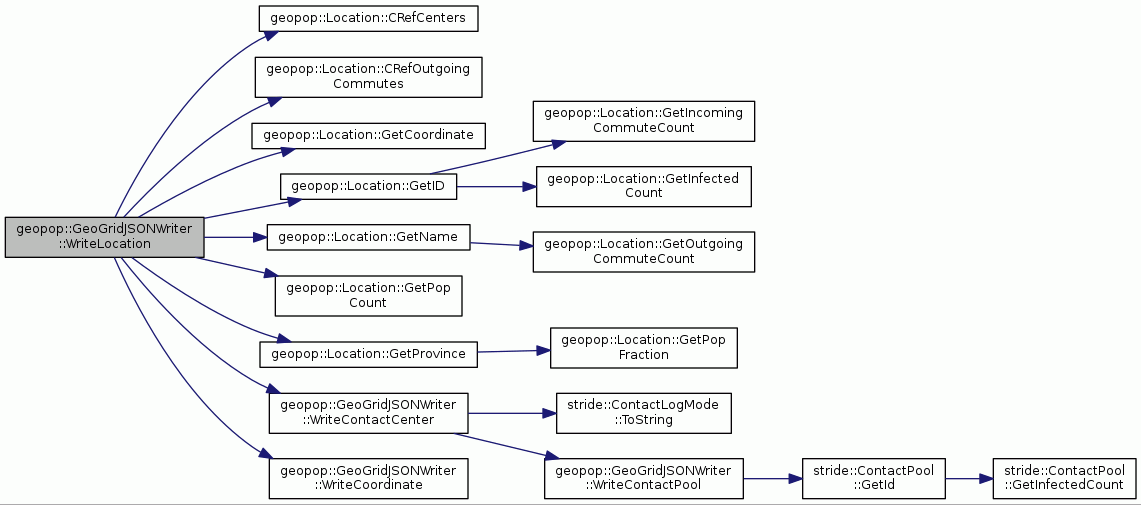 geopop::Location::CRefCenters
geopop::Location::CRefOutgoing
Commutes
geopop::Location::GetCoordinate
geopop::Location::GetIncoming
CommuteCount
geopop::Location::GetID
geopop::Location::GetInfected
Count
geopop::GeoGridJSONWriter
::WriteLocation
geopop::Location::GetName
geopop::Location::GetOutgoing
CommuteCount
geopop::Location::GetPop
Count
geopop::Location::GetProvince
geopop::Location::GetPop
Fraction
geopop::GeoGridJSONWriter
::WriteContactCenter
stride::ContactLogMode
::ToString
geopop::GeoGridJSONWriter
::WriteCoordinate
geopop::GeoGridJSONWriter
::WriteContactPool
stride::ContactPool
::GetId
stride::ContactPool
::GetInfectedCount